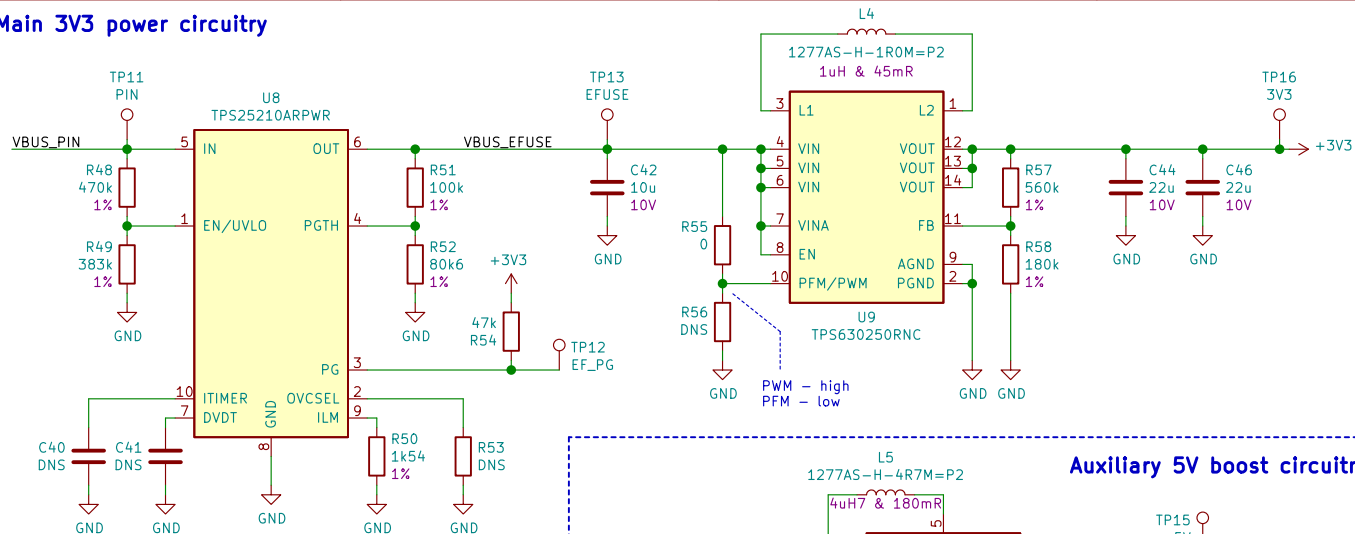 Main 3V3 power circuitry
L4
1277AS-H-1R0M=P2
1uH & 45mR
TP11
PIN
U8
TPS25210ARPWR
TP13
EFUSE
TP16
3V3
3 L1
L2 1
VBUS_PIN
5 IN
OUT 6
VBUS_EFUSE
4 VIN
5 VIN
6 VIN
VOUT 12
VOUT 13
VOUT 14
+3V3
R48
470k
1%
R51
100k
1%
C42
10u
10V
R57
560k
1%
C44
22u
10V
C46
22u
10V
1 EN/UVLO
PGTH 4
R55
0
7 VINA
FB 11
8 EN
R49
383k
1%
R52
80k6
1%
+3V3
GND
AGND 9
PGND 2
10 PFM/PWM
R58
180k
1%
GND
GND
GND
GND
47k
R54
R56
DNS
U9
TPS630250RNC
PG 3
TP12
EF_PG
GND
PWM – high
PFM – low
GND
GND
10 ITIMER
7 DVDT
GND
8
OVCSEL 2
ILM 9
C40
DNS
C41
DNS
R50
1k54
1%
R53
DNS
GND
GND
GND
GND
GND
L5
1277AS-H-4R7M=P2
4uH7 & 180mR
5
Auxiliary 5V boost circuitr
TP15